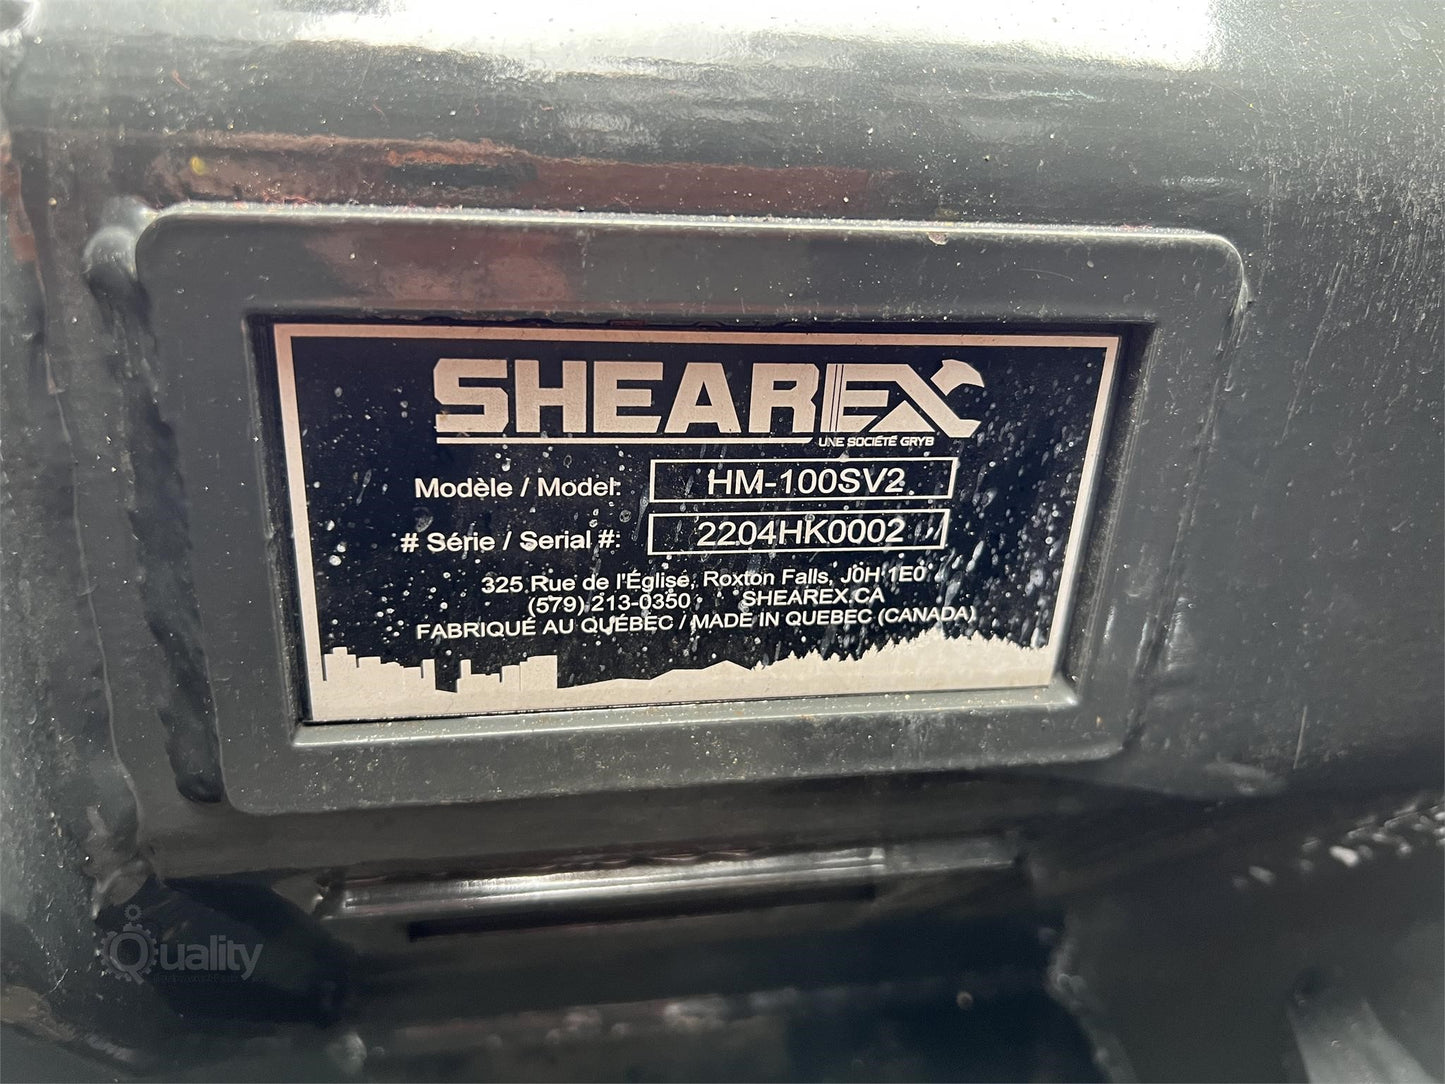 SHEAREX
UNE SOCIÉTÉ GRYB
Modèle / Model: HM-100SV2
# Série / Serial #: 2204HK0002
325 Rue de l'Église, Roxton Falls, J0H 1E0
(579) 213-0350 SHEAREX.CA
FABRIQUÉ AU QUÉBEC / MADE IN QUEBEC (CANADA)
Quality